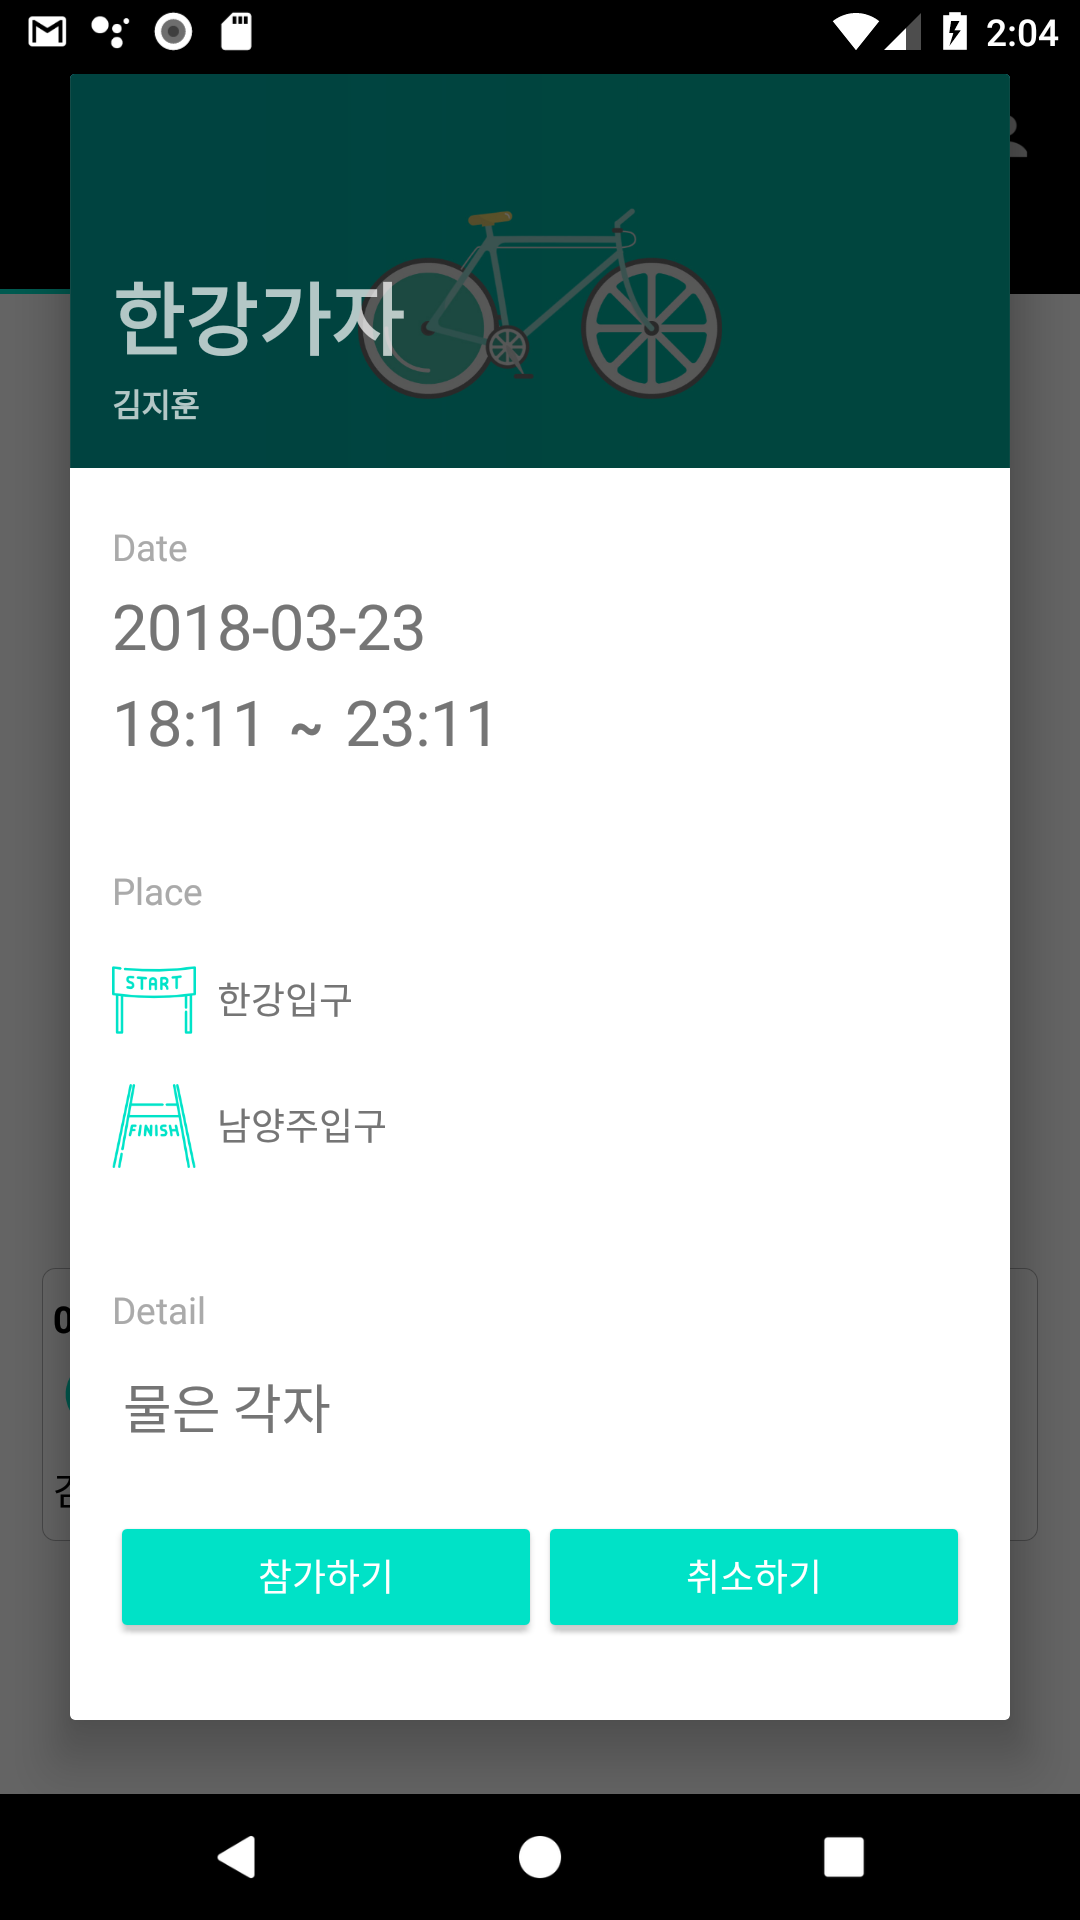 2:04
한강가자
김지훈
Date
2018-03-23
18:11 ~ 23:11
Place
START
한강입구
FINISH
남양주입구
Detail
물은 각자
참가하기
취소하기